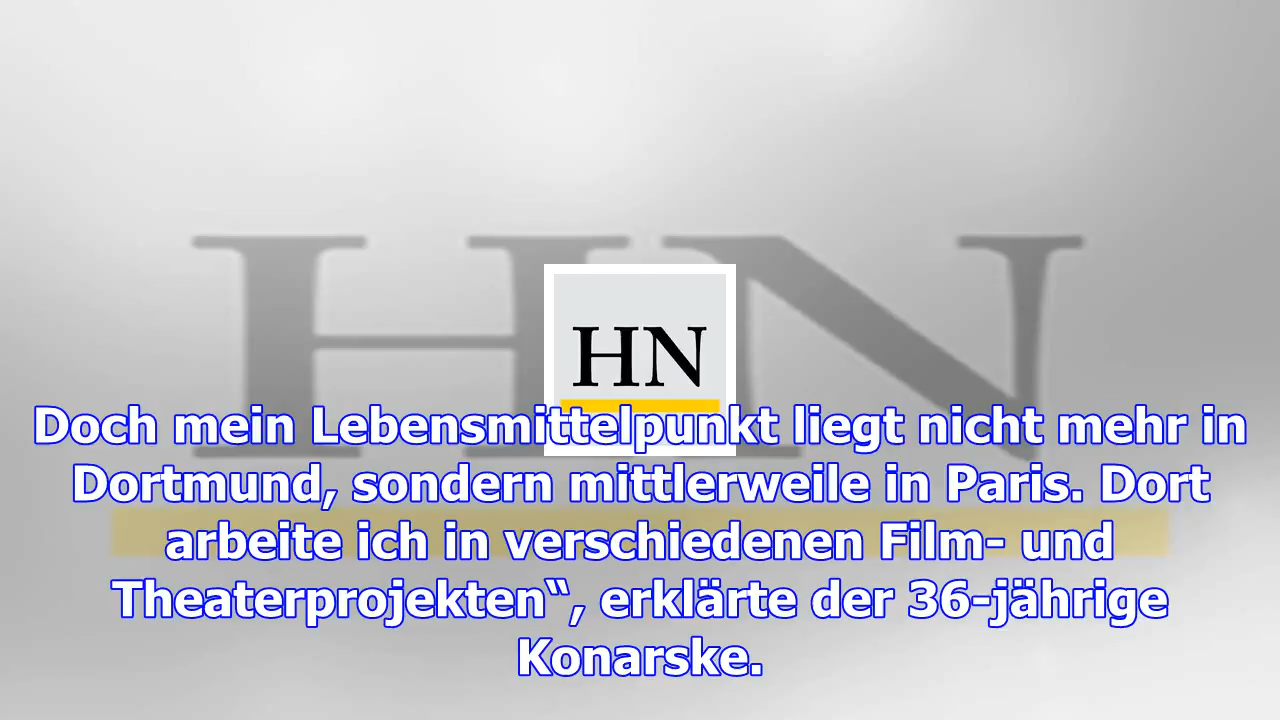 HN
HN
Doch mein Lebensmittelpunkt liegt nicht mehr in
Dortmund, sondern mittlerweile in Paris. Dort
arbeite ich in verschiedenen Film- und
Theaterprojekten“, erklärte der 36-jährige
Konarske.